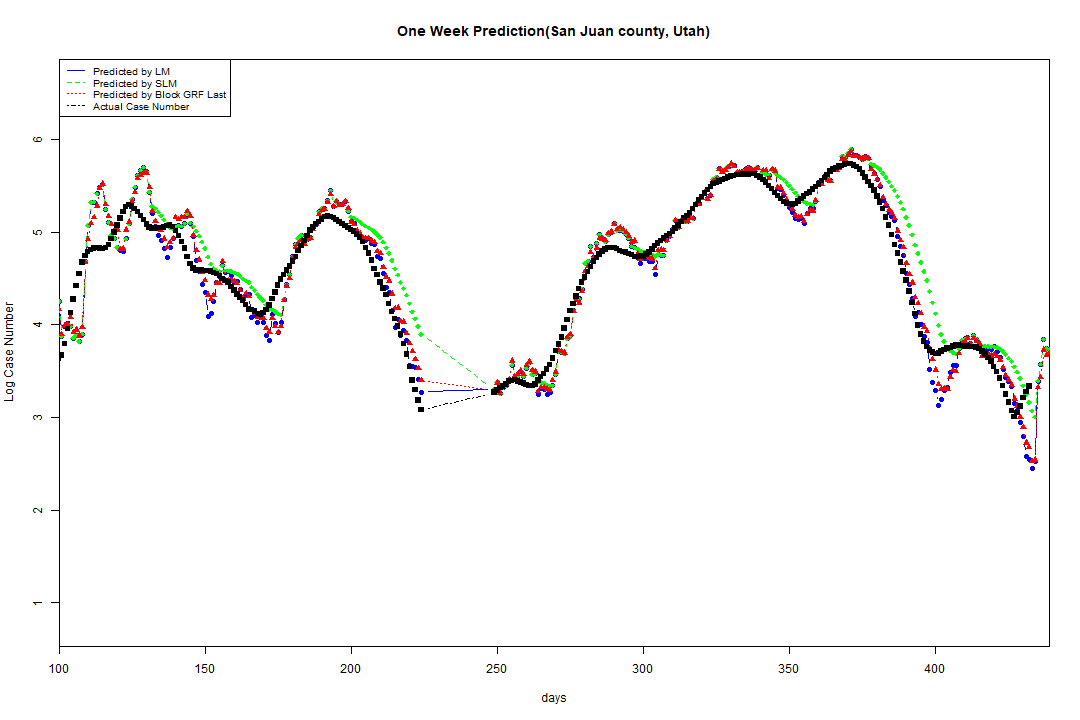 One Week Prediction(San Juan county, Utah)
Predicted by LM
Predicted by SLM
Predicted by Block GRF Last
Actual Case Number
Log Case Number
6
5
4
3
2
1
100 150 200 250 300 350 400
days